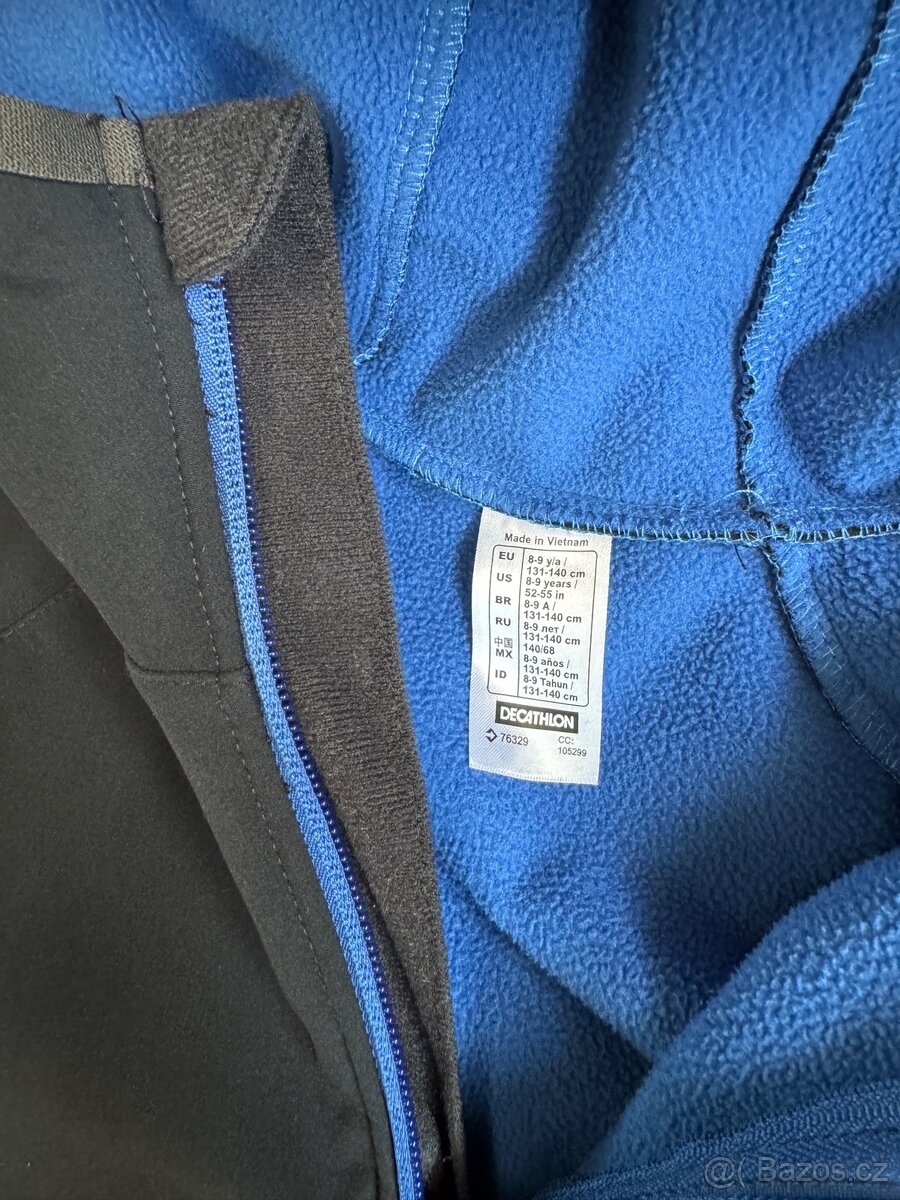 Made in Vietnam
EU 8-9 y/a /
131-140 cm
US 8-9 years /
52-55 in
BR 8-9 A /
131-140 cm
RU 8-9 лет /
131-140 cm
中国 140/68
MX 8-9 años /
131-140 cm
ID 8-9 Tahun /
131-140 cm
DECATHLON
76329
CC:
105299
@( Bazos.cz